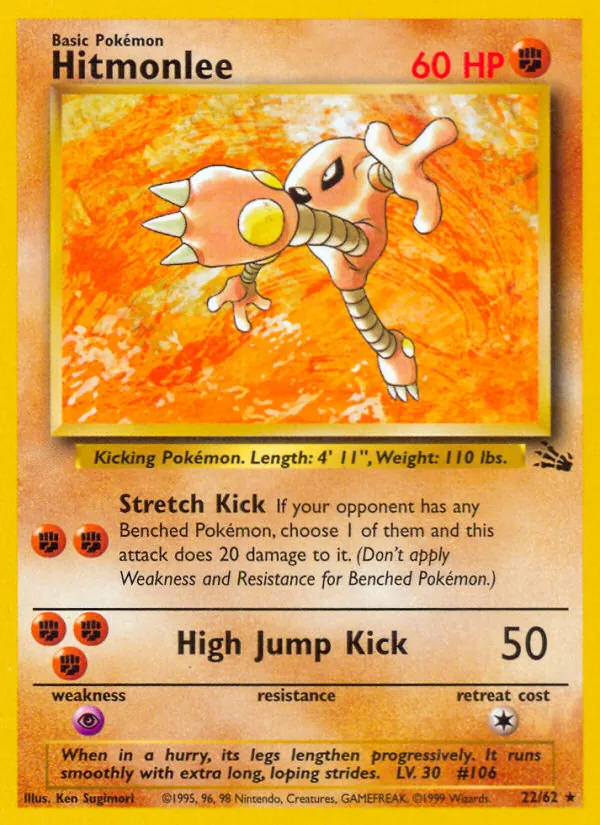 Basic Pokémon
Hitmonlee
60 HP
Kicking Pokémon. Length: 4' 11", Weight: 110 lbs.
Stretch Kick If your opponent has any
Benched Pokémon, choose 1 of them and this
attack does 20 damage to it. (Don't apply
Weakness and Resistance for Benched Pokémon.)
High Jump Kick 50
weakness resistance retreat cost
When in a hurry, its legs lengthen progressively. It runs
smoothly with extra long, loping strides. LV. 30 #106
Illus. Ken Sugimori ©1995, 96, 98 Nintendo, Creatures, GAMEFREAK. ©1999 Wizards. 22/62 ★